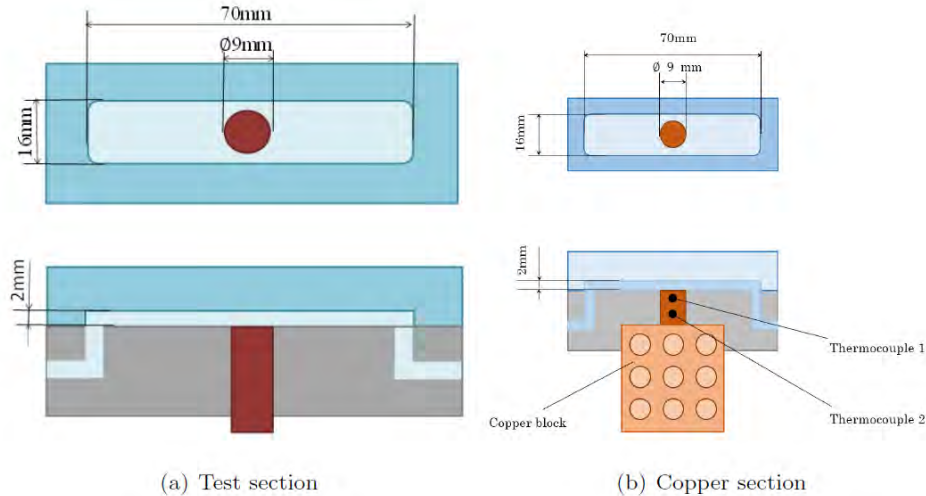 70mm
Ø9mm
16mm
2mm
(a) Test section
70mm
Ø 9 mm
16mm
2mm
Thermocouple 1
Thermocouple 2
Copper block
(b) Copper section